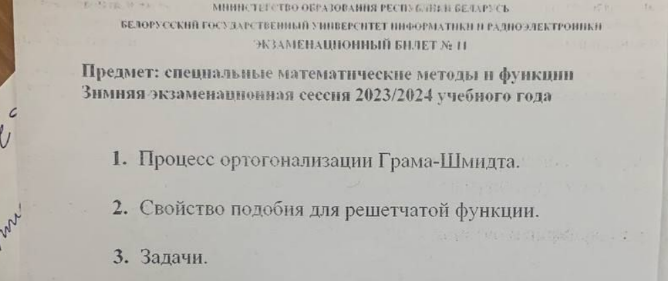 МИНИСТЕРСТВО ОБРАЗОВАНИЯ РЕСПУБЛИКИ БЕЛАРУСЬ
БЕЛОРУССКИЙ ГОСУДАРСТВЕННЫЙ УНИВЕРСИТЕТ ИНФОРМАТИКИ И РАДИОЭЛЕКТРОНИКИ
ЭКЗАМЕНАЦИОННЫЙ БИЛЕТ № 11
Предмет: специальные математические методы и функции
Зимняя экзаменационная сессия 2023/2024 учебного года
1. Процесс ортогонализации Грама-Шмидта.
2. Свойство подобия для решетчатой функции.
3. Задачи.